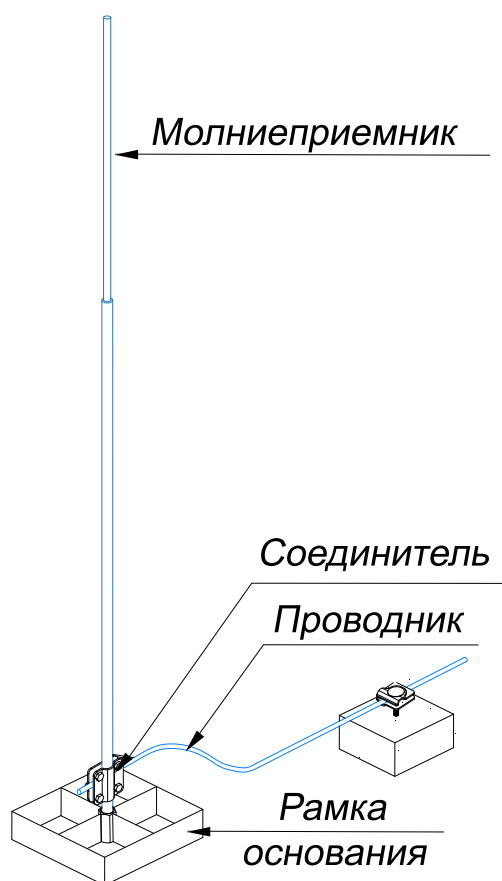 Молниеприемник
Соединитель
Проводник
Рамка
основания